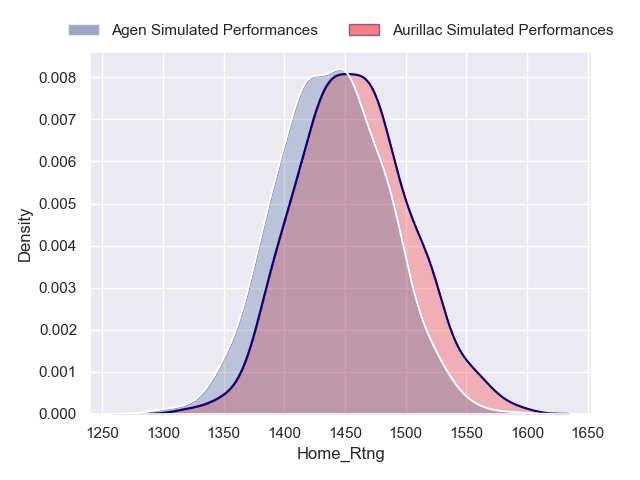 Agen Simulated Performances Aurillac Simulated Performances
0.008
0.007
0.006
0.005
0.004
0.003
0.002
0.001
0.000
Density
1250 1300 1350 1400 1450 1500 1550 1600 1650
Home_Rtng